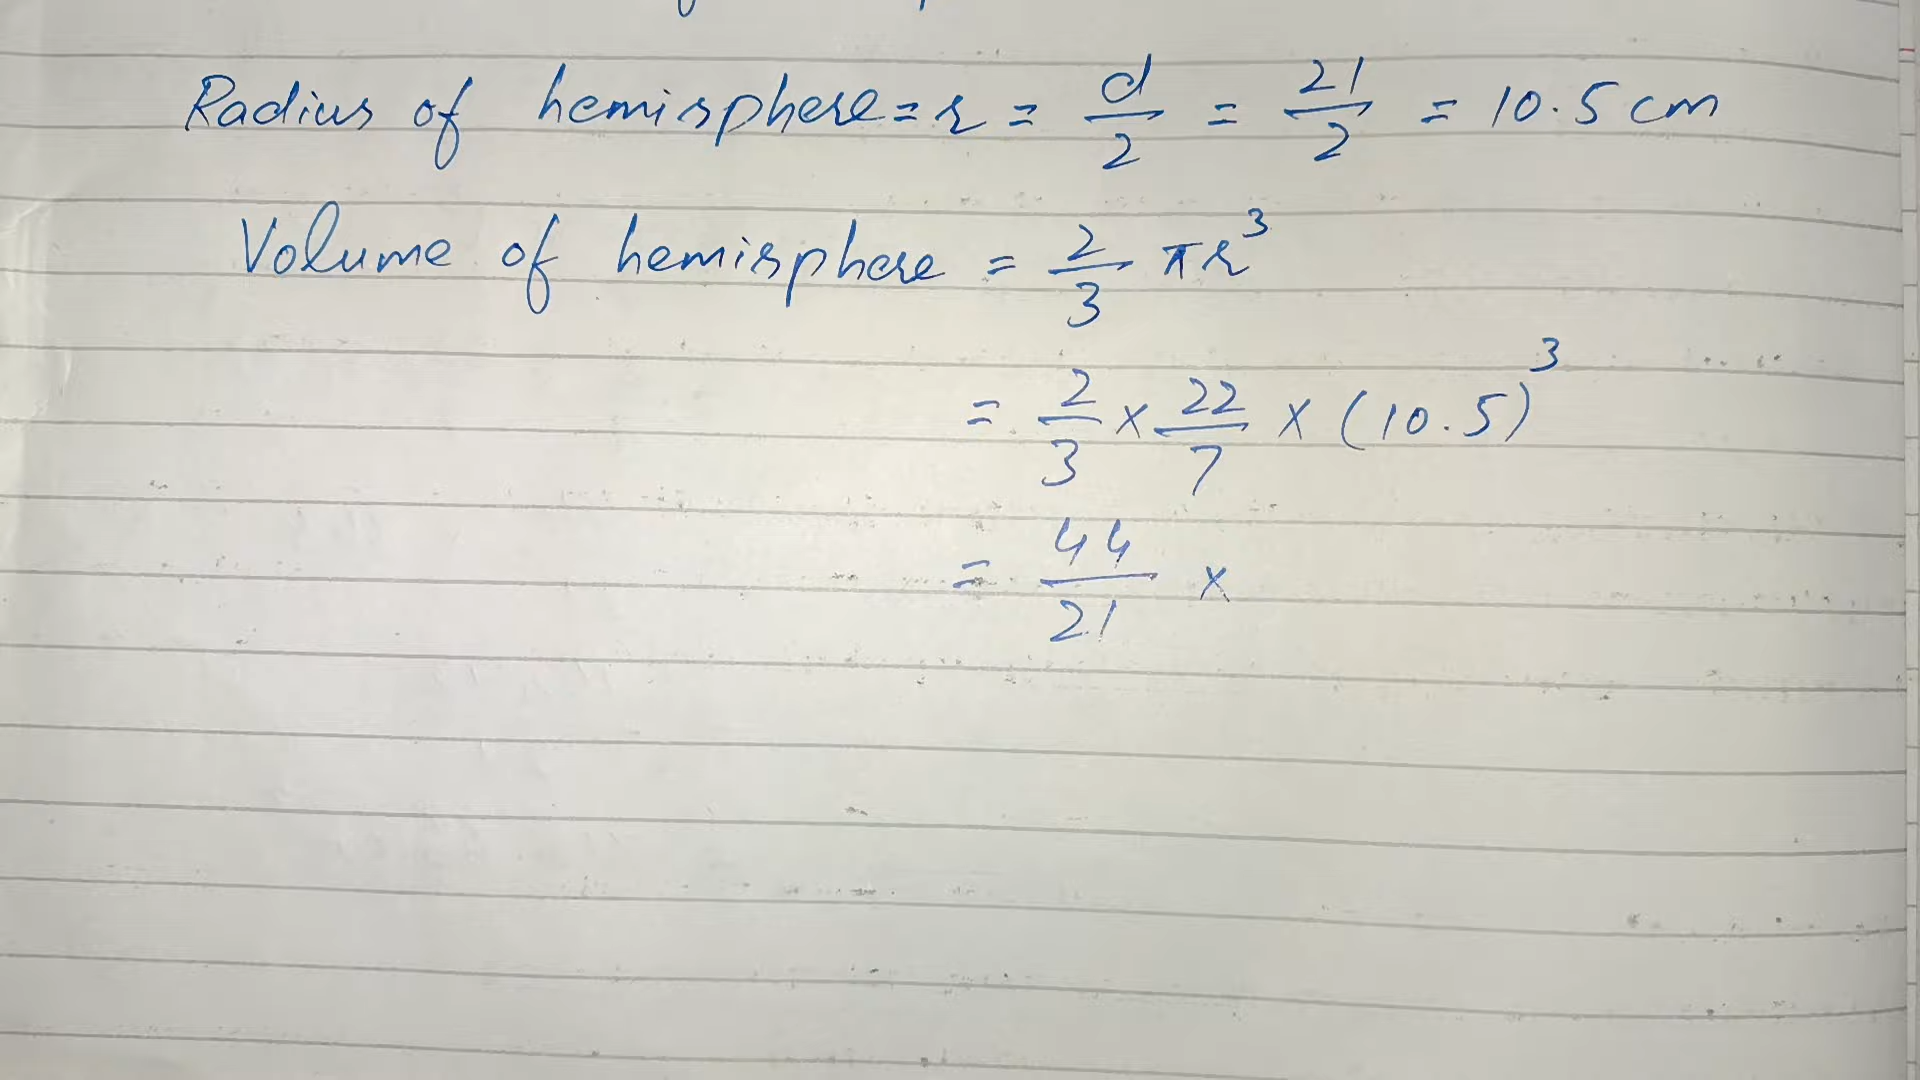 Radius of hemisphere = r = d/2 = 21/2 = 10.5 cm
Volume of hemisphere = 2/3 πr³
= 2/3 × 22/7 × (10.5)³
= 44/21 ×